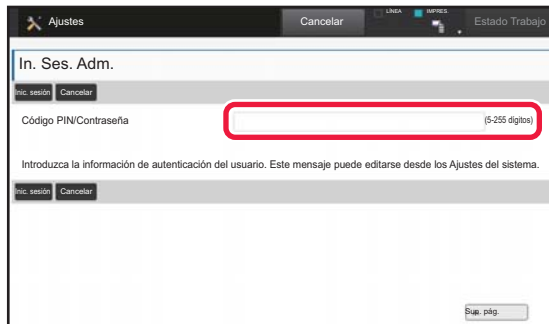 Ajustes
Cancelar
LÍNEA
IMPRES.
Estado Trabajo
In. Ses. Adm.
Inic. sesión
Cancelar
Código PIN/Contraseña
(5-255 dígitos)
Introduzca la información de autenticación del usuario. Este mensaje puede editarse desde los Ajustes del sistema.
Inic. sesión
Cancelar
Sup. pág.